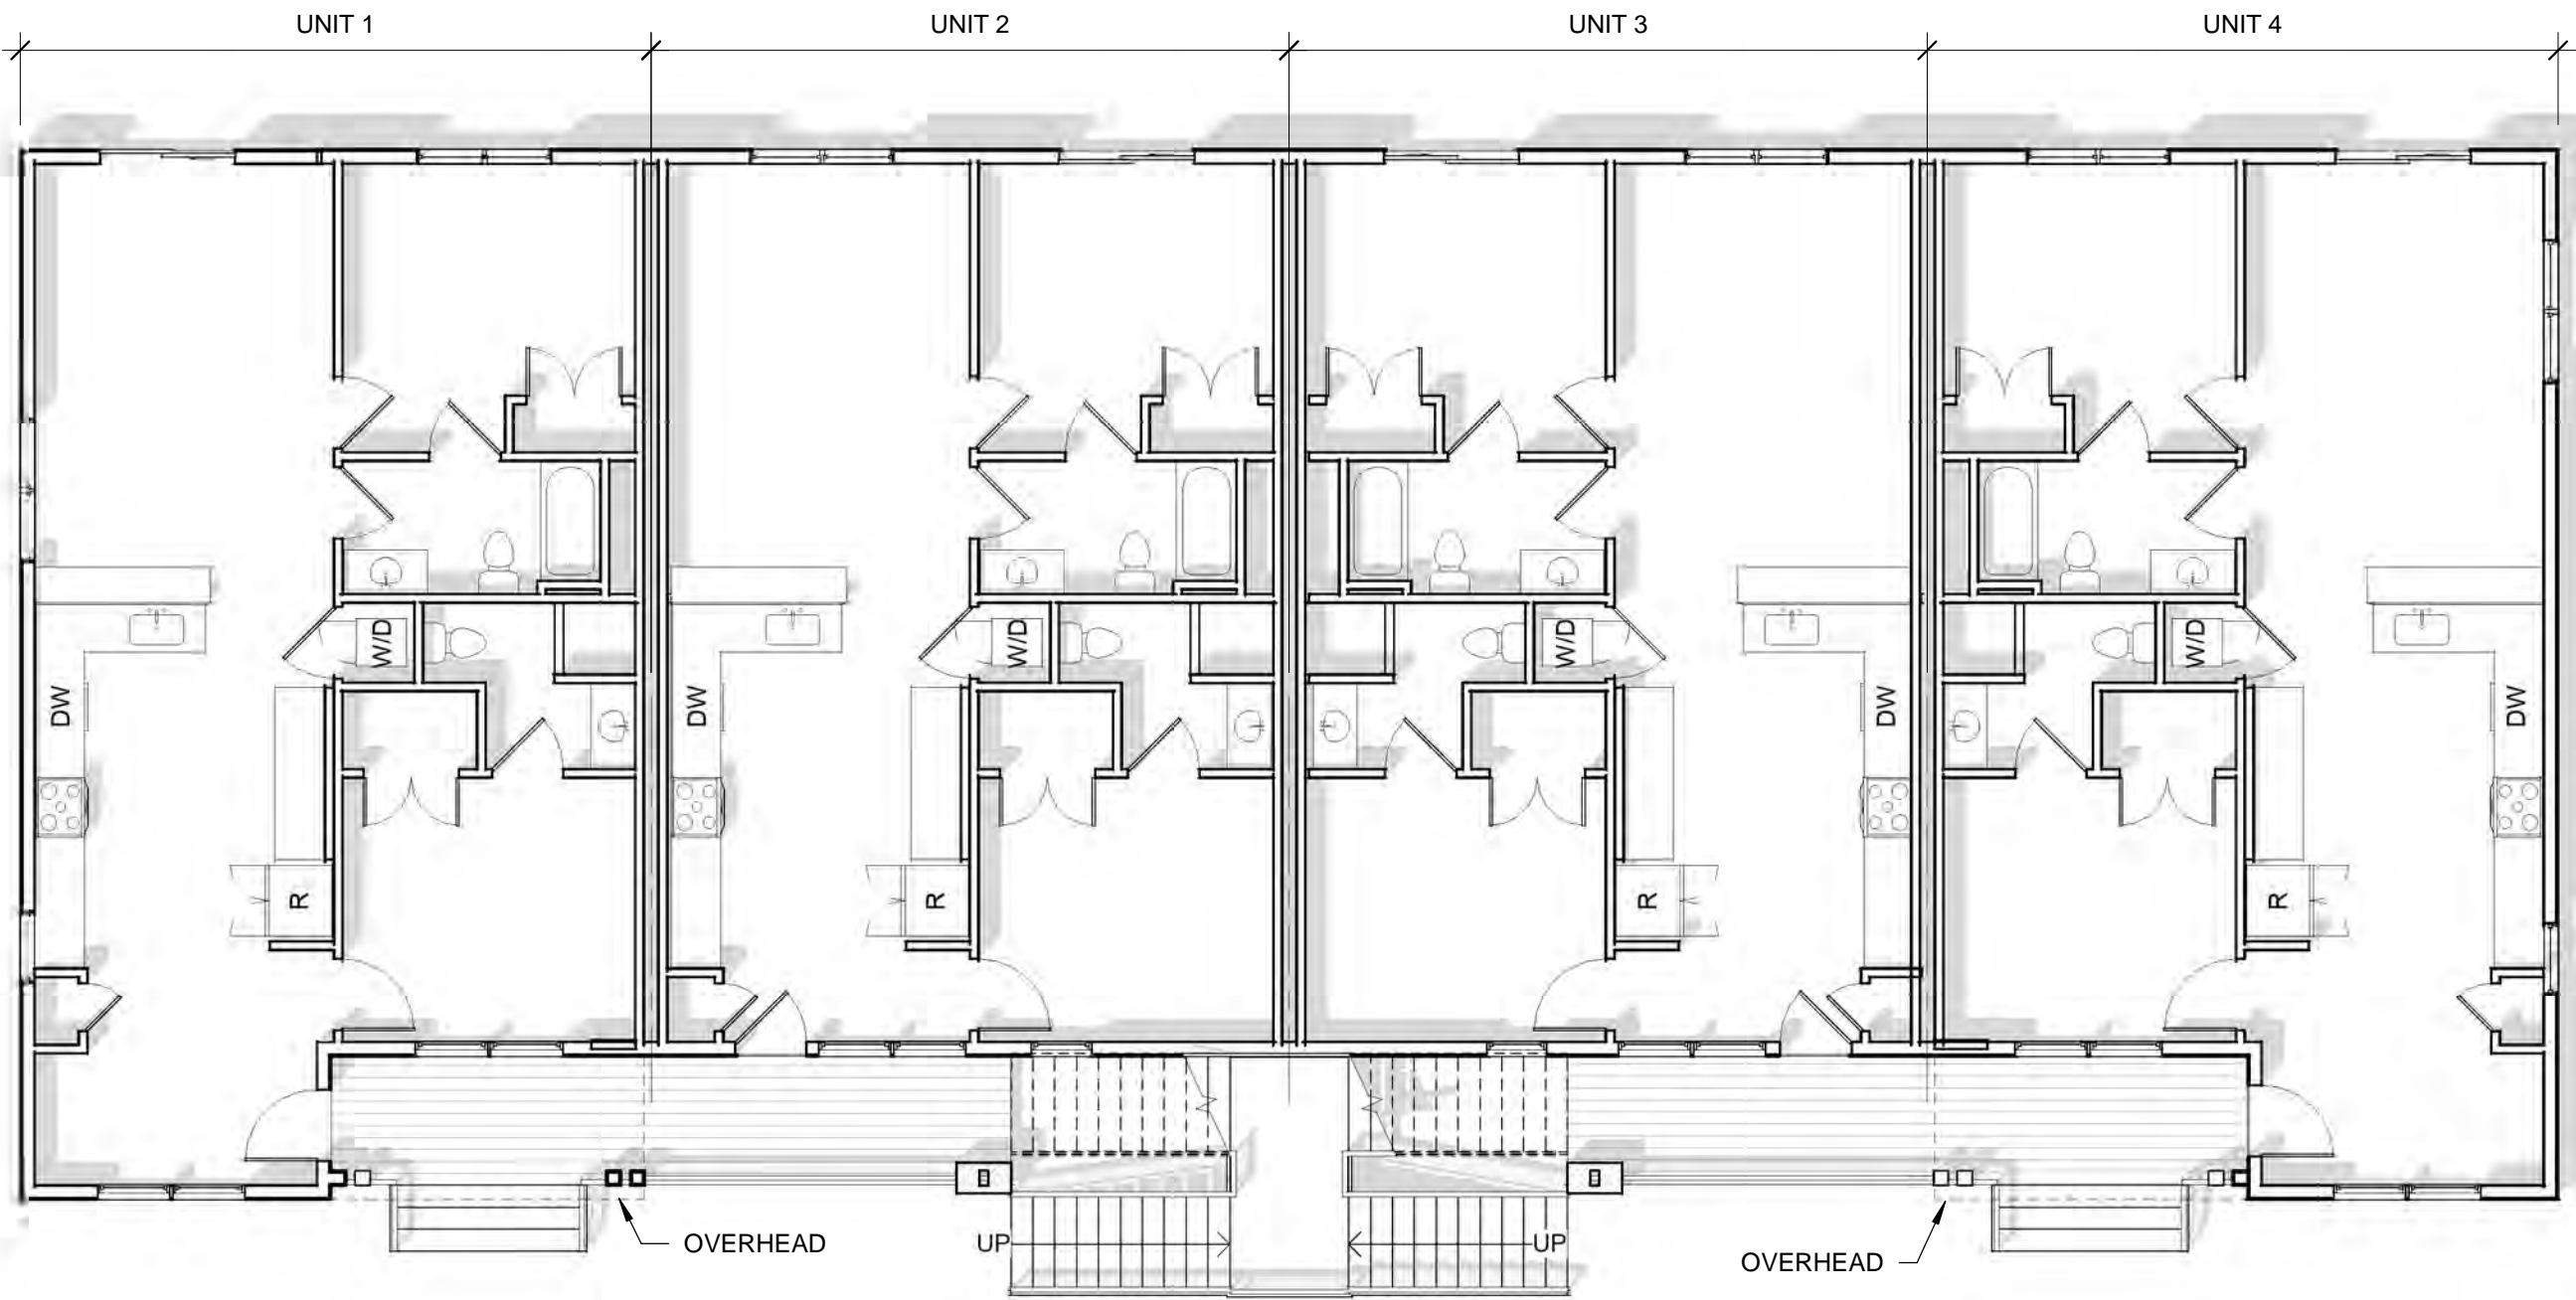 UNIT 1
UNIT 2
UNIT 3
UNIT 4
W/D
W/D
W/D
W/D
DW
DW
DW
DW
R
R
R
R
OVERHEAD
UP
UP
OVERHEAD